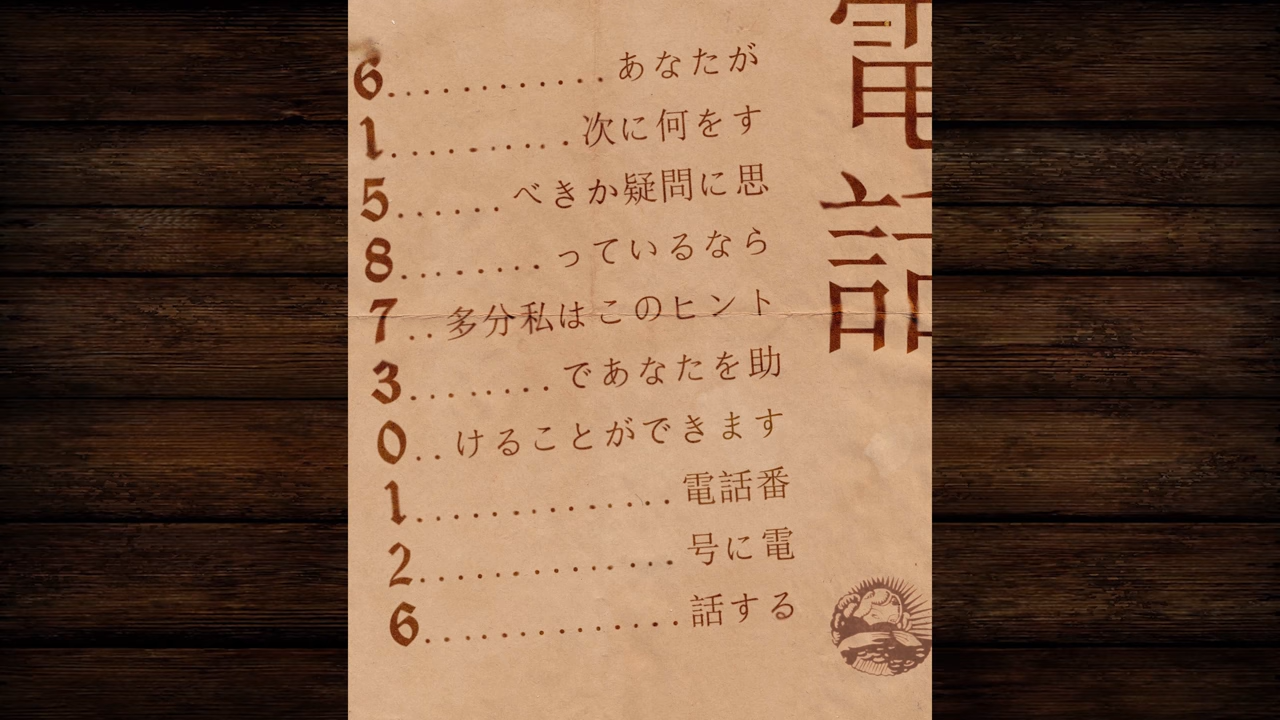 電話
6............あなたが
1..........次に何をす
5......べきか疑問に思
8........っているなら
7..多分私はこのヒント
3........であなたを助
0..けることができます
1..............電話番
2..............号に電
6..............話する